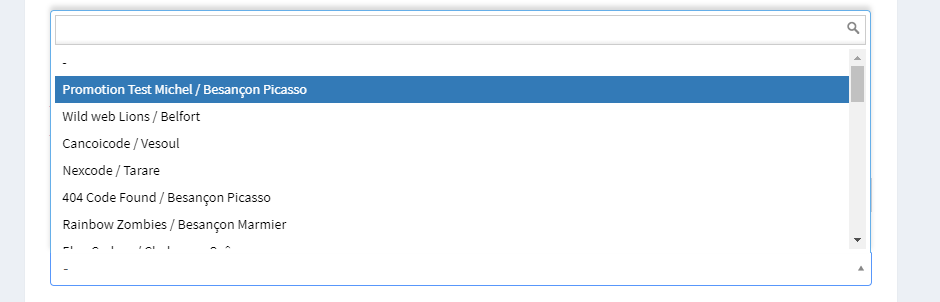 -
Promotion Test Michel / Besançon Picasso
Wild web Lions / Belfort
Cancoicode / Vesoul
Nexcode / Tarare
404 Code Found / Besançon Picasso
Rainbow Zombies / Besançon Marmier
-